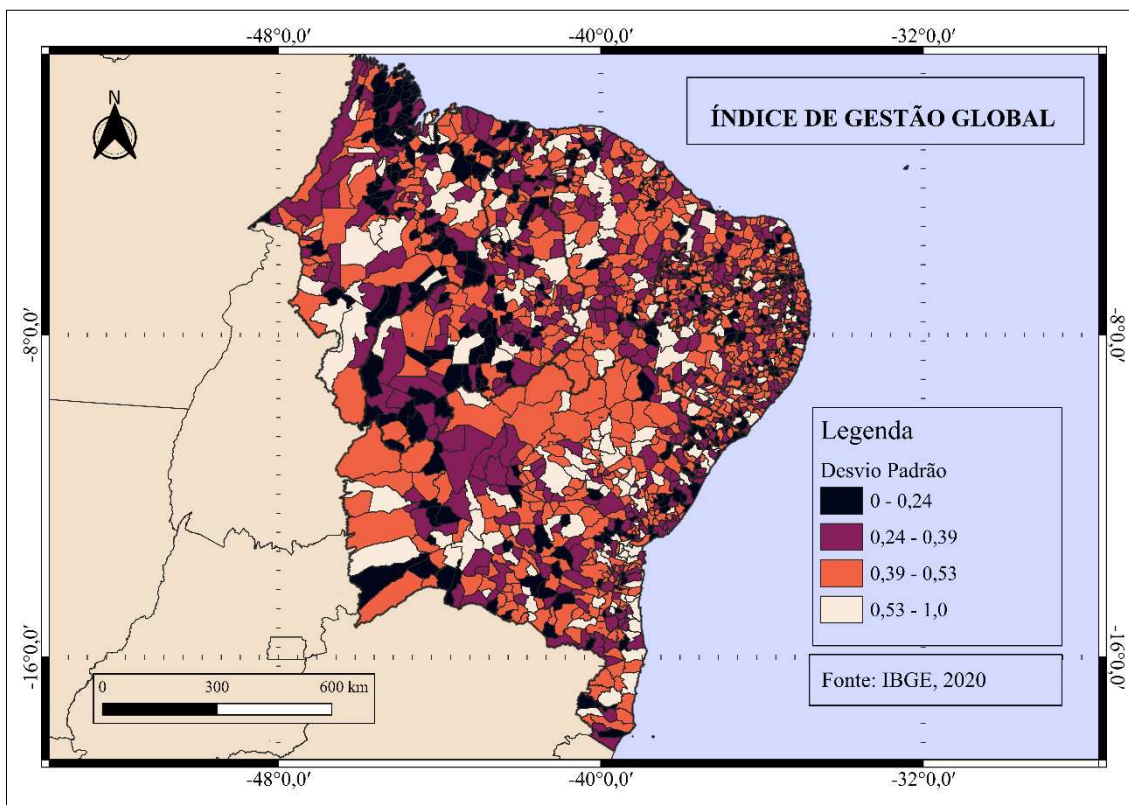 -48°0,0′ -40°0,0′ -32°0,0′
N
ÍNDICE DE GESTÃO GLOBAL
-8°0,0′ -8°0,0′
Legenda
Desvio Padrão
0 - 0,24
0,24 - 0,39
0,39 - 0,53
0,53 - 1,0
-16°0,0′ -16°0,0′
Fonte: IBGE, 2020
0 300 600 km
-48°0,0′ -40°0,0′ -32°0,0′